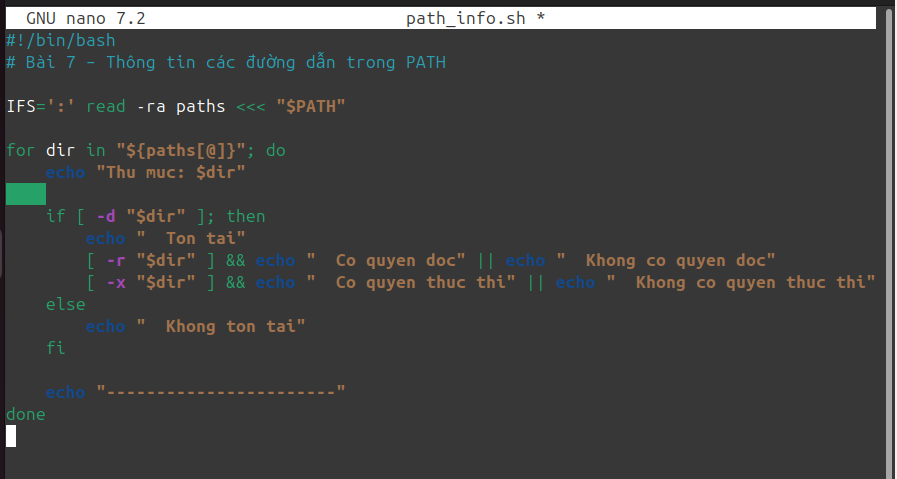 GNU nano 7.2 path_info.sh *
#!/bin/bash
# Bài 7 – Thông tin các đường dẫn trong PATH
IFS=':' read -ra paths <<< "$PATH"
for dir in "${paths[@]}"; do
    echo "Thu muc: $dir"
    if [ -d "$dir" ]; then
        echo "  Ton tai"
        [ -r "$dir" ] && echo "  Co quyen doc" || echo "  Khong co quyen doc"
        [ -x "$dir" ] && echo "  Co quyen thuc thi" || echo "  Khong co quyen thuc thi"
    else
        echo "  Khong ton tai"
    fi
    echo "-----------------------"
done